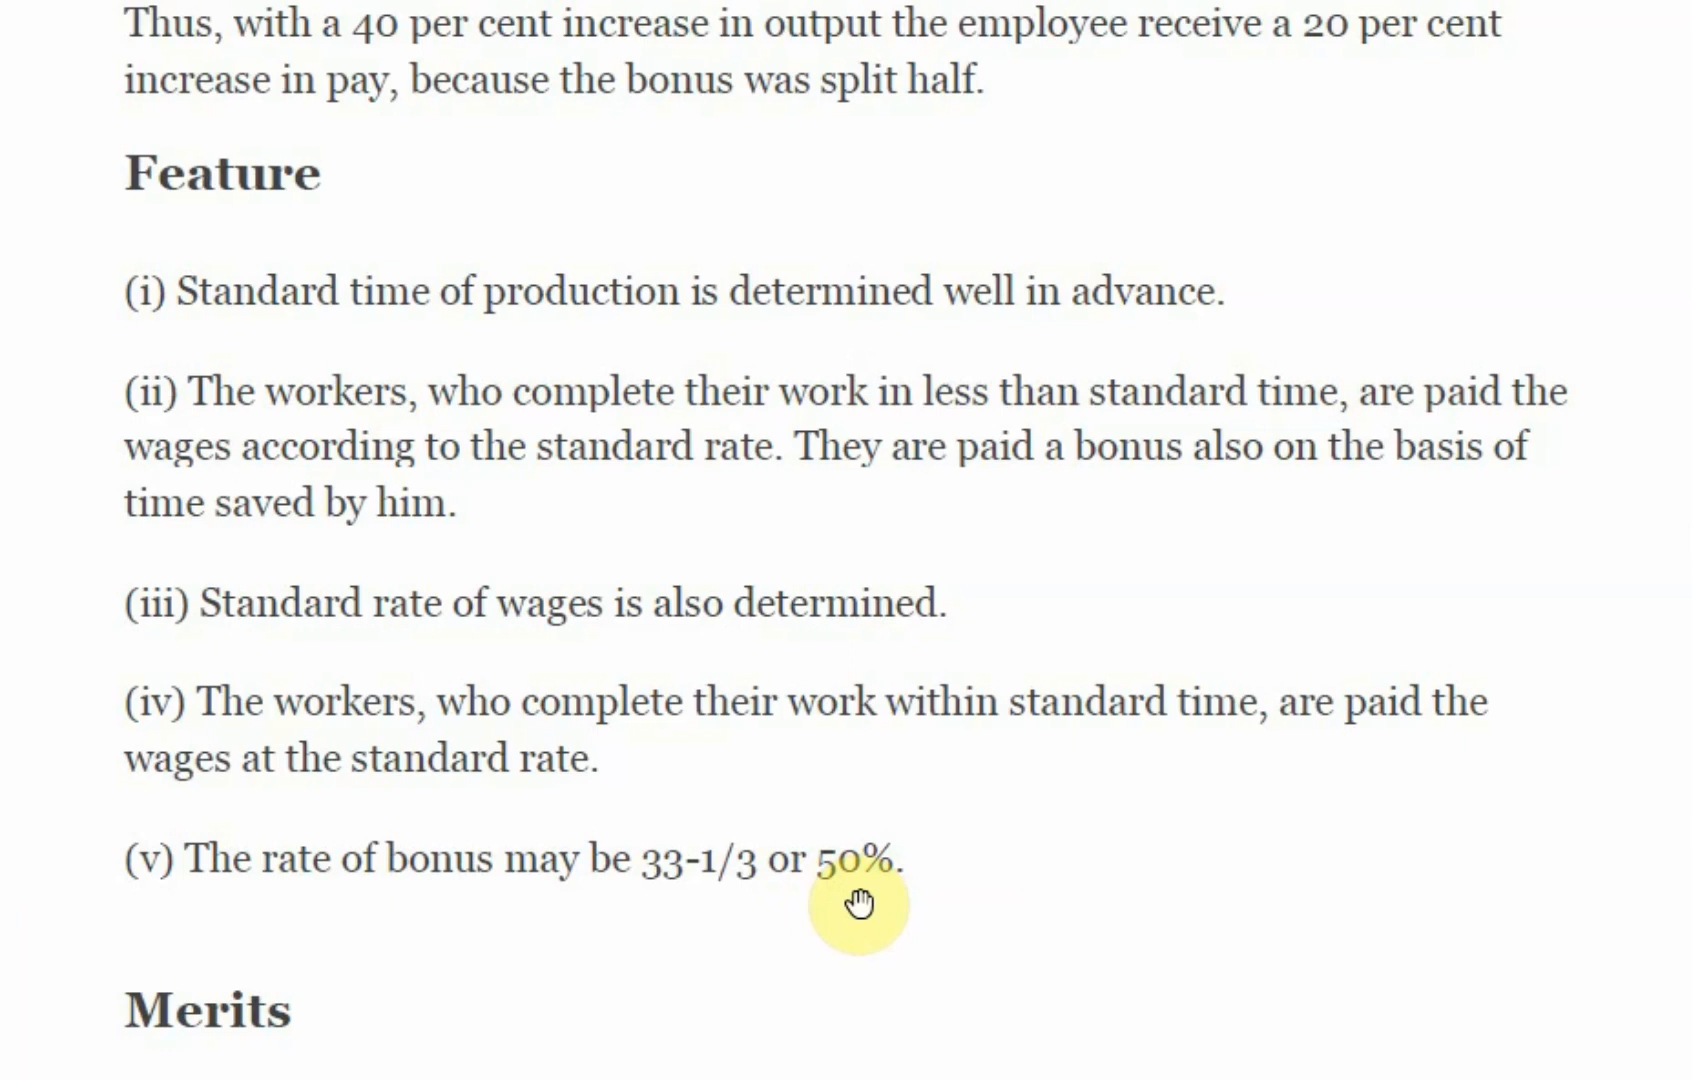 Thus, with a 40 per cent increase in output the employee receive a 20 per cent
increase in pay, because the bonus was split half.
Feature
(i) Standard time of production is determined well in advance.
(ii) The workers, who complete their work in less than standard time, are paid the
wages according to the standard rate. They are paid a bonus also on the basis of
time saved by him.
(iii) Standard rate of wages is also determined.
(iv) The workers, who complete their work within standard time, are paid the
wages at the standard rate.
(v) The rate of bonus may be 33-1/3 or 50%.
Merits